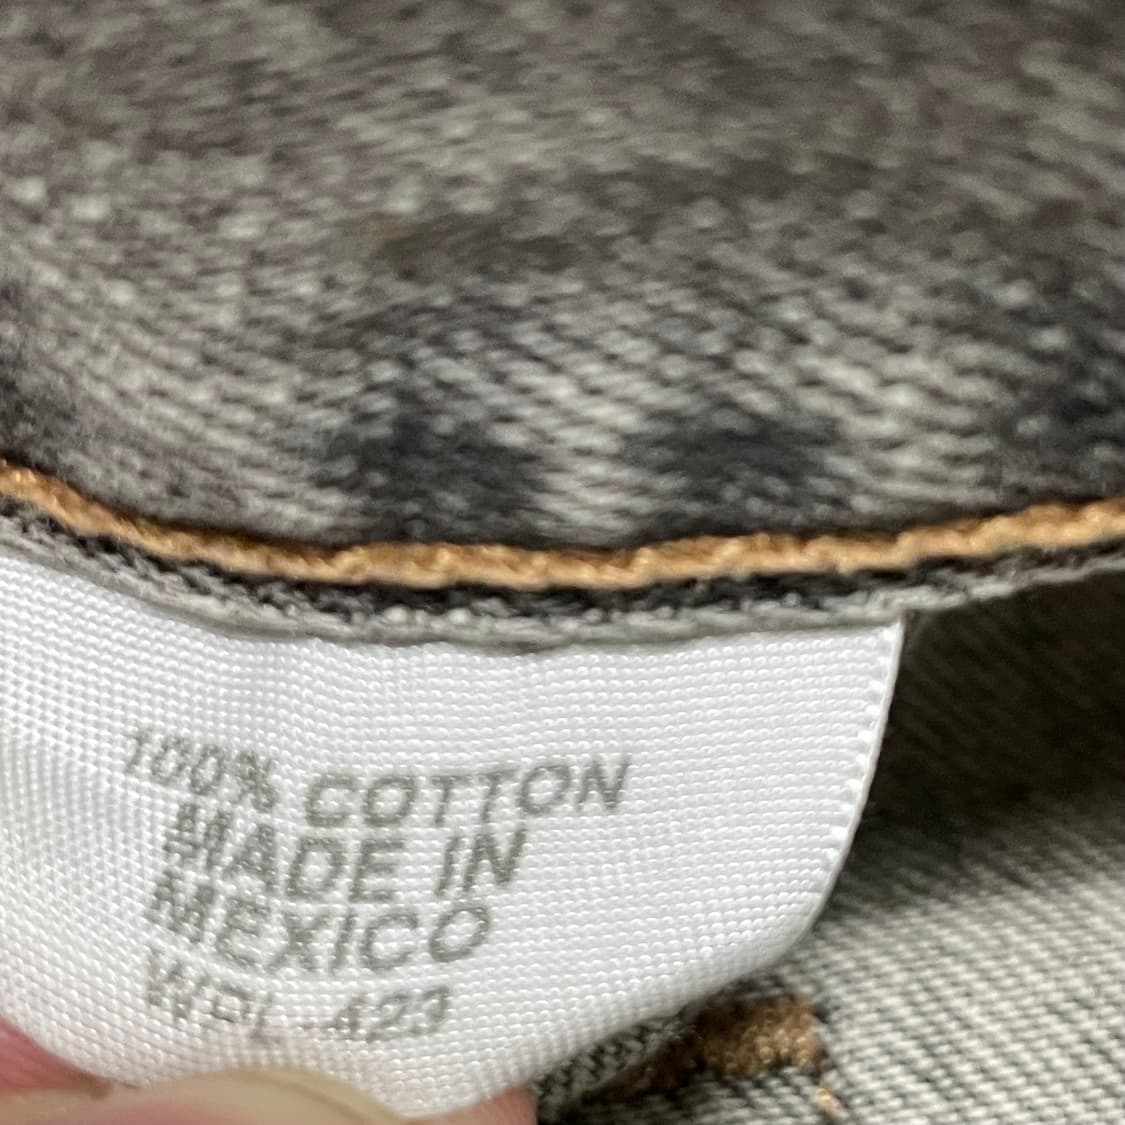 100% COTTON
MADE IN
MEXICO
WPL 423